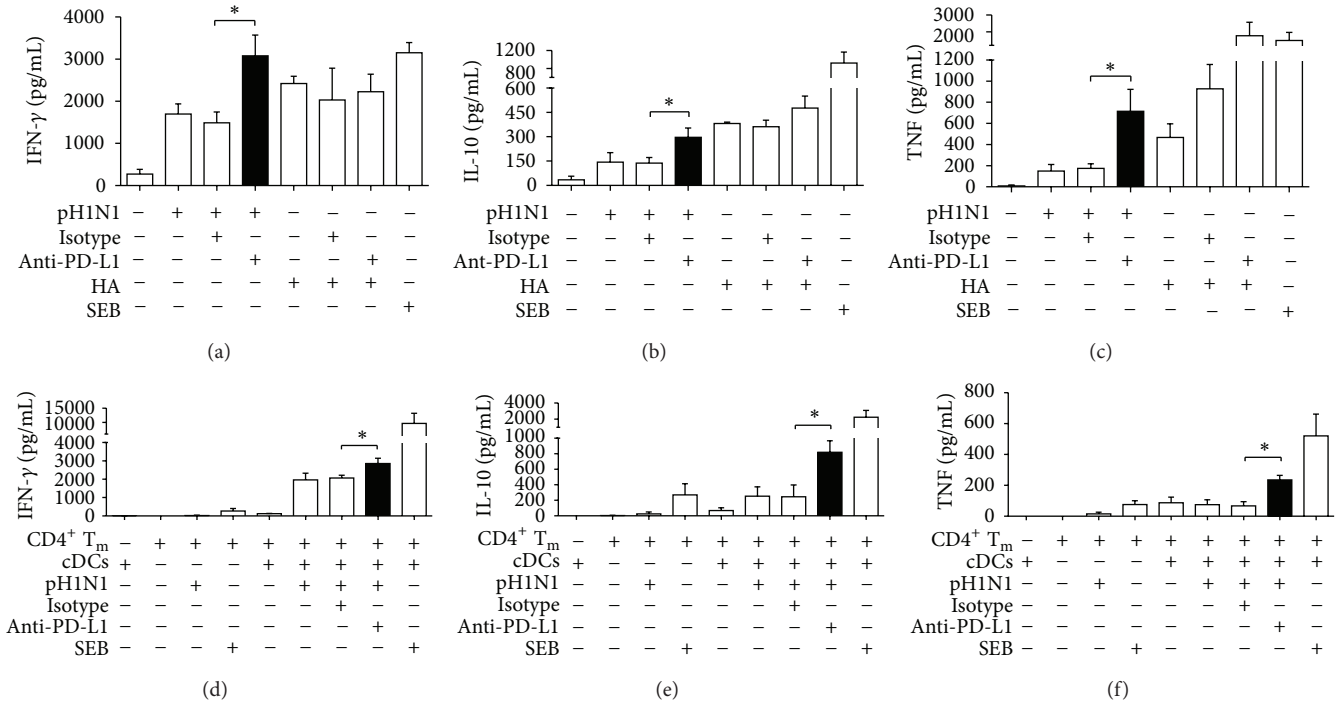 4000
3000
2000
1000
0
IFN-γ (pg/mL)
*
pH1N1 − + + + − − − −
Isotype − − + − − + − −
Anti-PD-L1 − − − + − − + −
HA − − − − + + + −
SEB − − − − − − − +
(a)
1200
800
600
450
300
150
0
IL-10 (pg/mL)
*
pH1N1 − + + + − − − −
Isotype − − + − − + − −
Ant-PD-L1 − − − + − − + −
HA − − − − + + + −
SEB − − − − − − − +
(b)
3000
2000
1000
800
600
400
200
0
TNF (pg/mL)
*
pH1N1 − + + + − − − −
Isotype − − + − − + − −
Anti-PD-L1 − − − + − − + −
HA − − − − + + + −
SEB − − − − − − − +
(c)
15000
10000
4000
3000
2000
1000
0
IFN-γ (pg/mL)
*
CD4+ Tm − + + + + + + + +
cDCs + − − − + + + + +
pH1N1 − − + − − + + + −
Isotype − − − − − − + − −
Anti-PD-L1 − − − − − − − + −
SEB − − − + − − − − +
(d)
4000
2000
1000
800
600
400
200
0
IL-10 (pg/mL)
*
CD4+ Tm − + + + + + + + +
cDCs + − − − + + + + +
pH1N1 − − + − − + + + −
Isotype − − − − − − + − −
Anti-PD-L1 − − − − − − − + −
SEB − − − + − − − − +
(e)
800
600
400
200
0
TNF (pg/mL)
*
CD4+ Tm − + + + + + + + +
cDCs + − − − + + + + +
pH1N1 − − + − − + + + −
Isotype − − − − − − + − −
Anti-PD-L1 − − − − − − − + −
SEB − − − + − − − − +
(f)